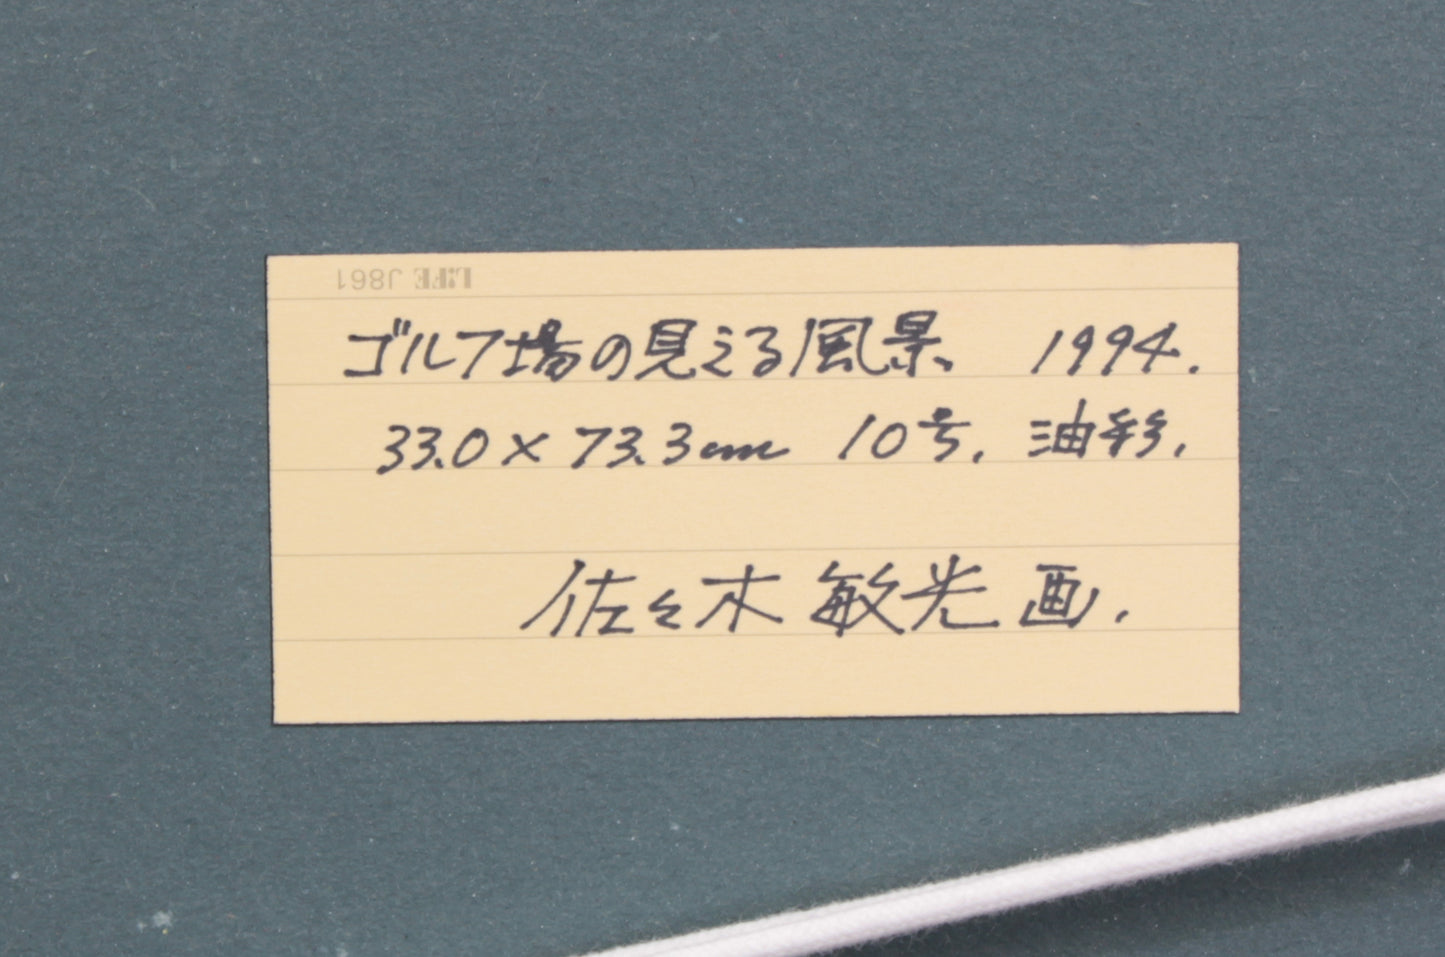 LIFE J861
ゴルフ場の見える風景、 1994.
33.0 × 73.3cm 10号. 油彩.
佐々木 敏光 画.